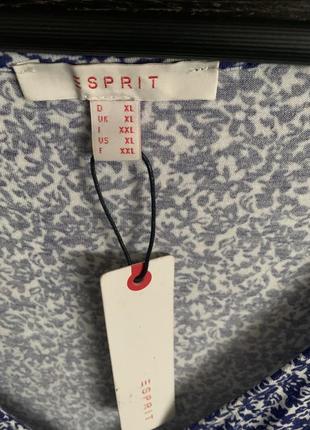 ESPRIT
D XL
UK XL
I XXL
US XL
F XXL
ESPRIT